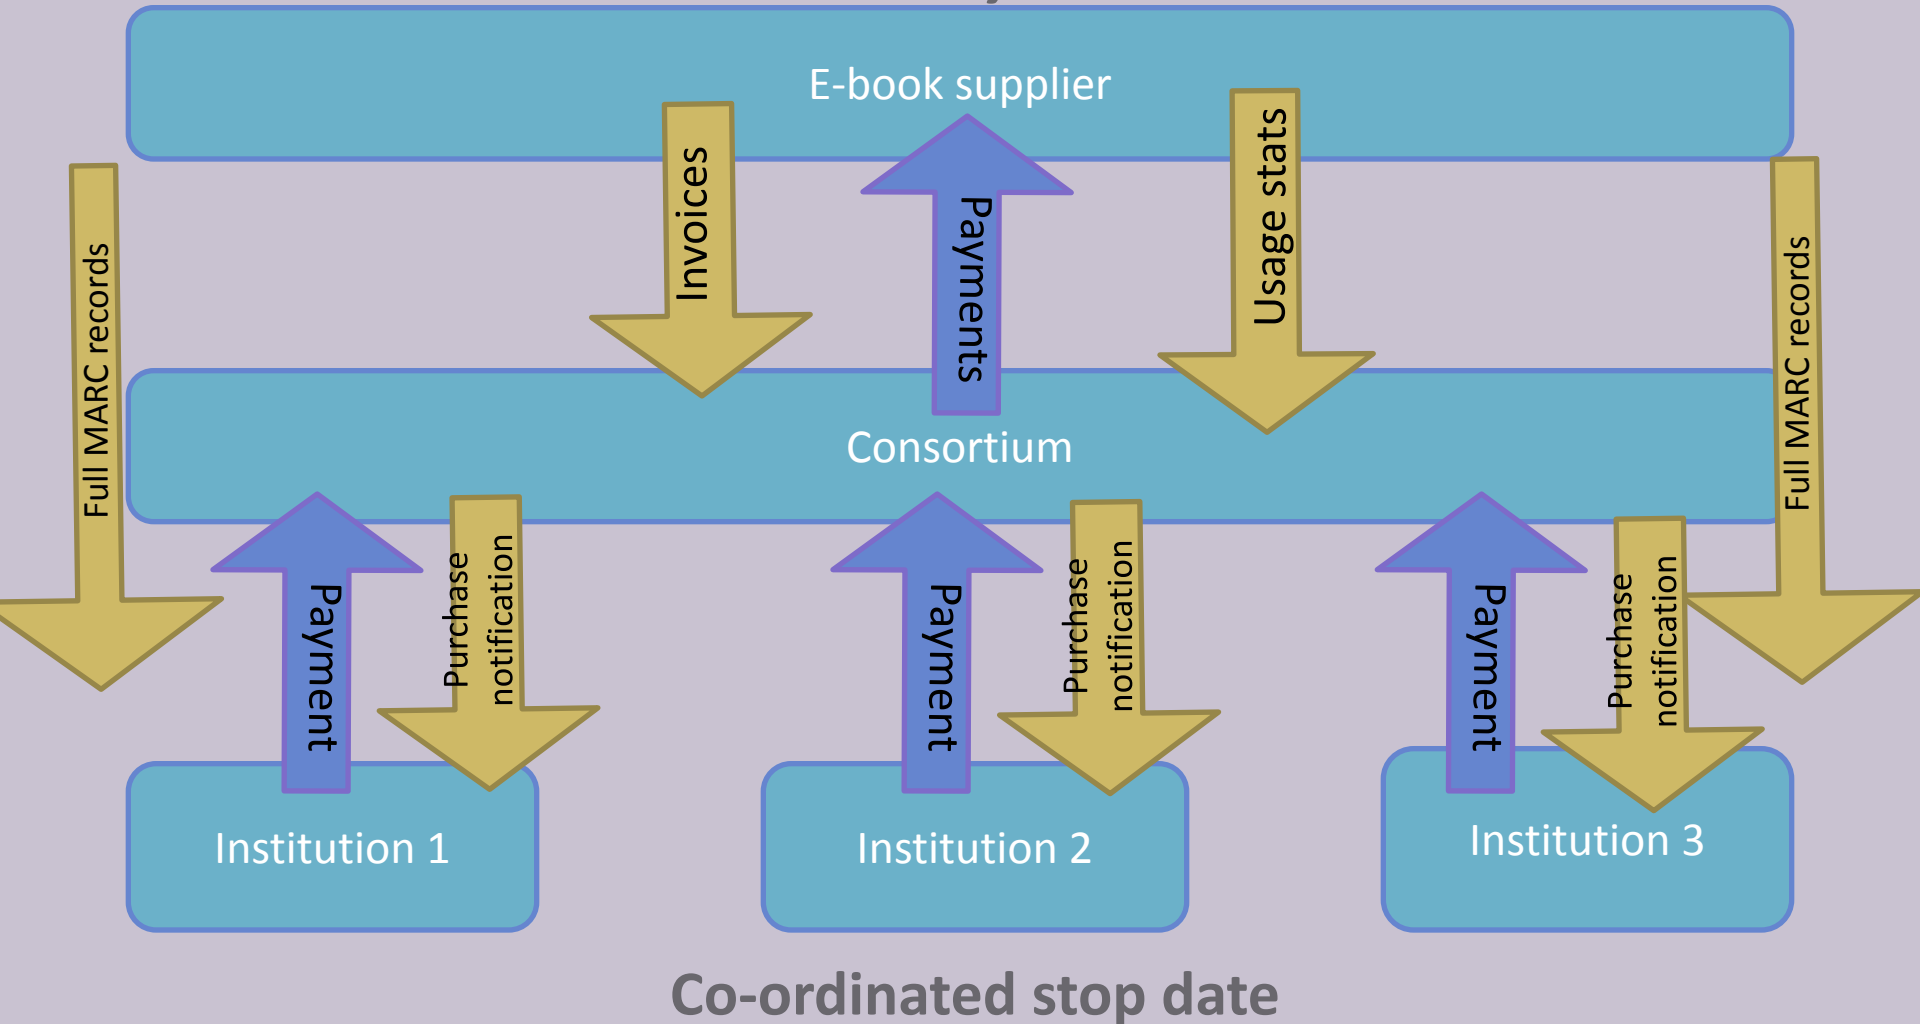 E-book supplier
Invoices
Payments
Usage stats
Full MARC records
Full MARC records
Consortium
Payment
Purchase
notification
Payment
Purchase
notification
Payment
Purchase
notification
Institution 1
Institution 2
Institution 3
Co-ordinated stop date